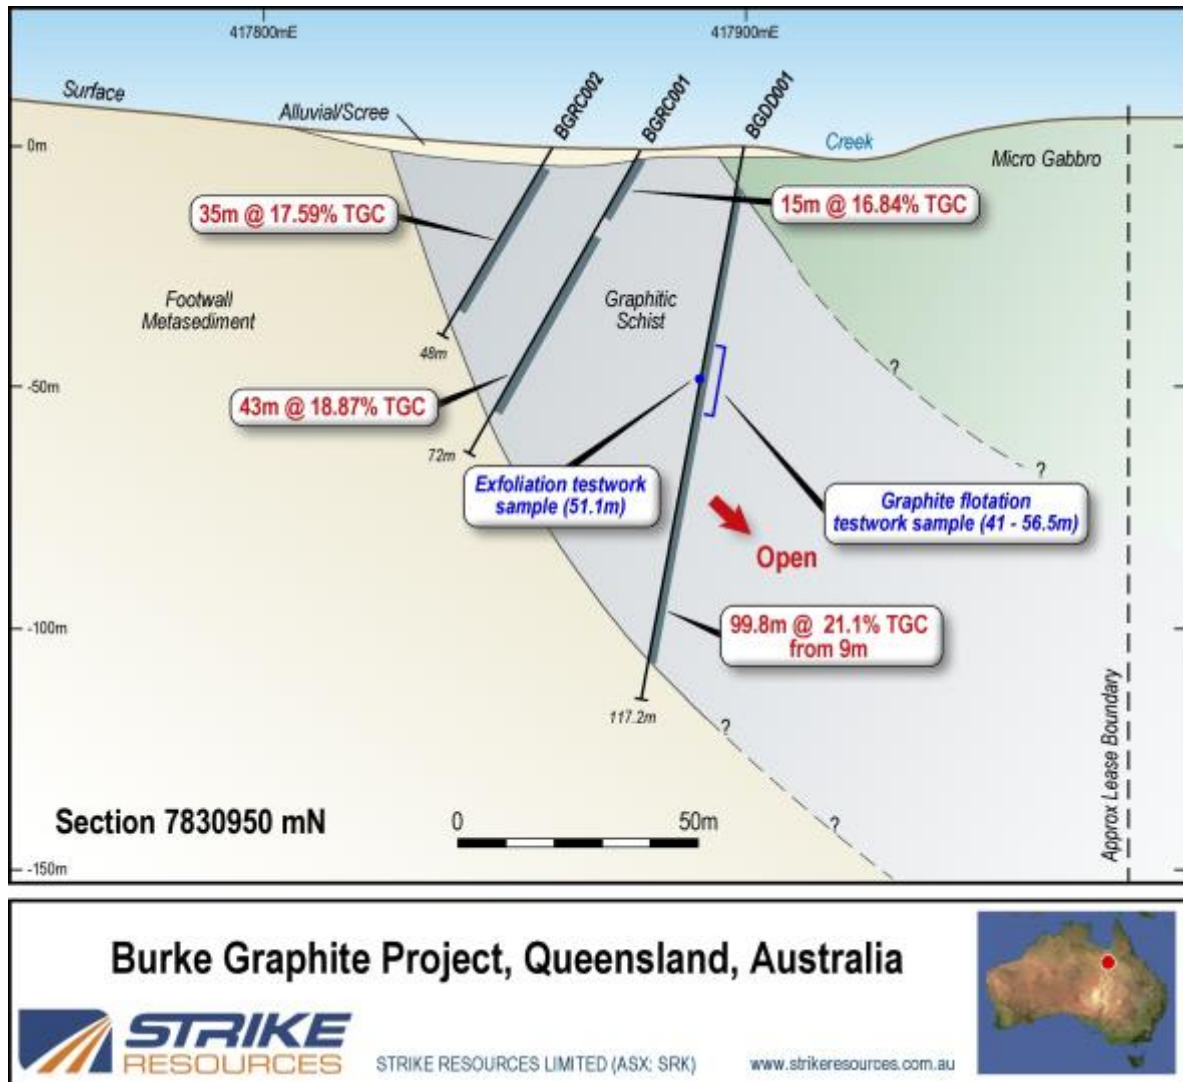 417800mE
417900mE
Surface
Alluvial/Scree
BGRC002
BGRC001
BGDD001
Creek
Micro Gabbro
0m
35m @ 17.59% TGC
15m @ 16.84% TGC
Footwall
Metasediment
Graphitic
Schist
48m
?
-50m
43m @ 18.87% TGC
72m
?
Exfoliation testwork
sample (51.1m)
Graphite flotation
testwork sample (41 - 56.5m)
Open
-100m
99.8m @ 21.1% TGC
from 9m
117.2m
?
Approx Lease Boundary
Section 7830950 mN
0
50m
?
-150m
Burke Graphite Project, Queensland, Australia
STRIKE
RESOURCES
STRIKE RESOURCES LIMITED (ASX: SRK)
www.strikeresources.com.au